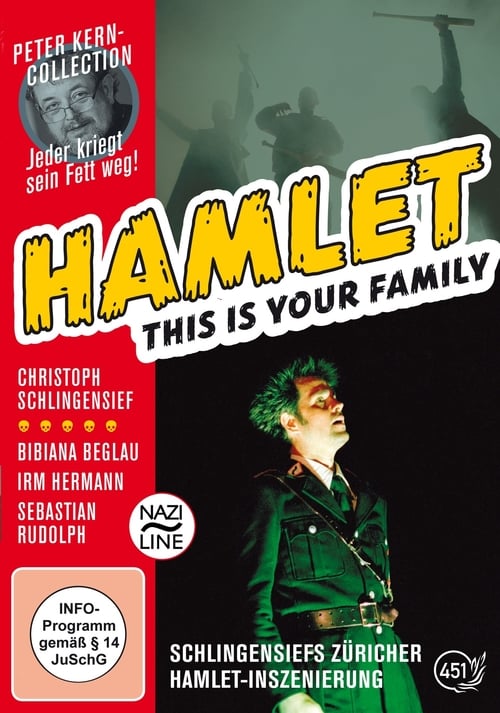 PETER KERN-
COLLECTION
Jeder kriegt
sein Fett weg!
HAMLET
THIS IS YOUR FAMILY
CHRISTOPH
SCHLINGENSIEF
BIBIANA BEGLAU
IRM HERMANN
SEBASTIAN
RUDOLPH
NAZI
LINE
INFO-
Programm
gemäß § 14
JuSchG
SCHLINGENSIEFS ZÜRICHER
HAMLET-INSZENIERUNG
451